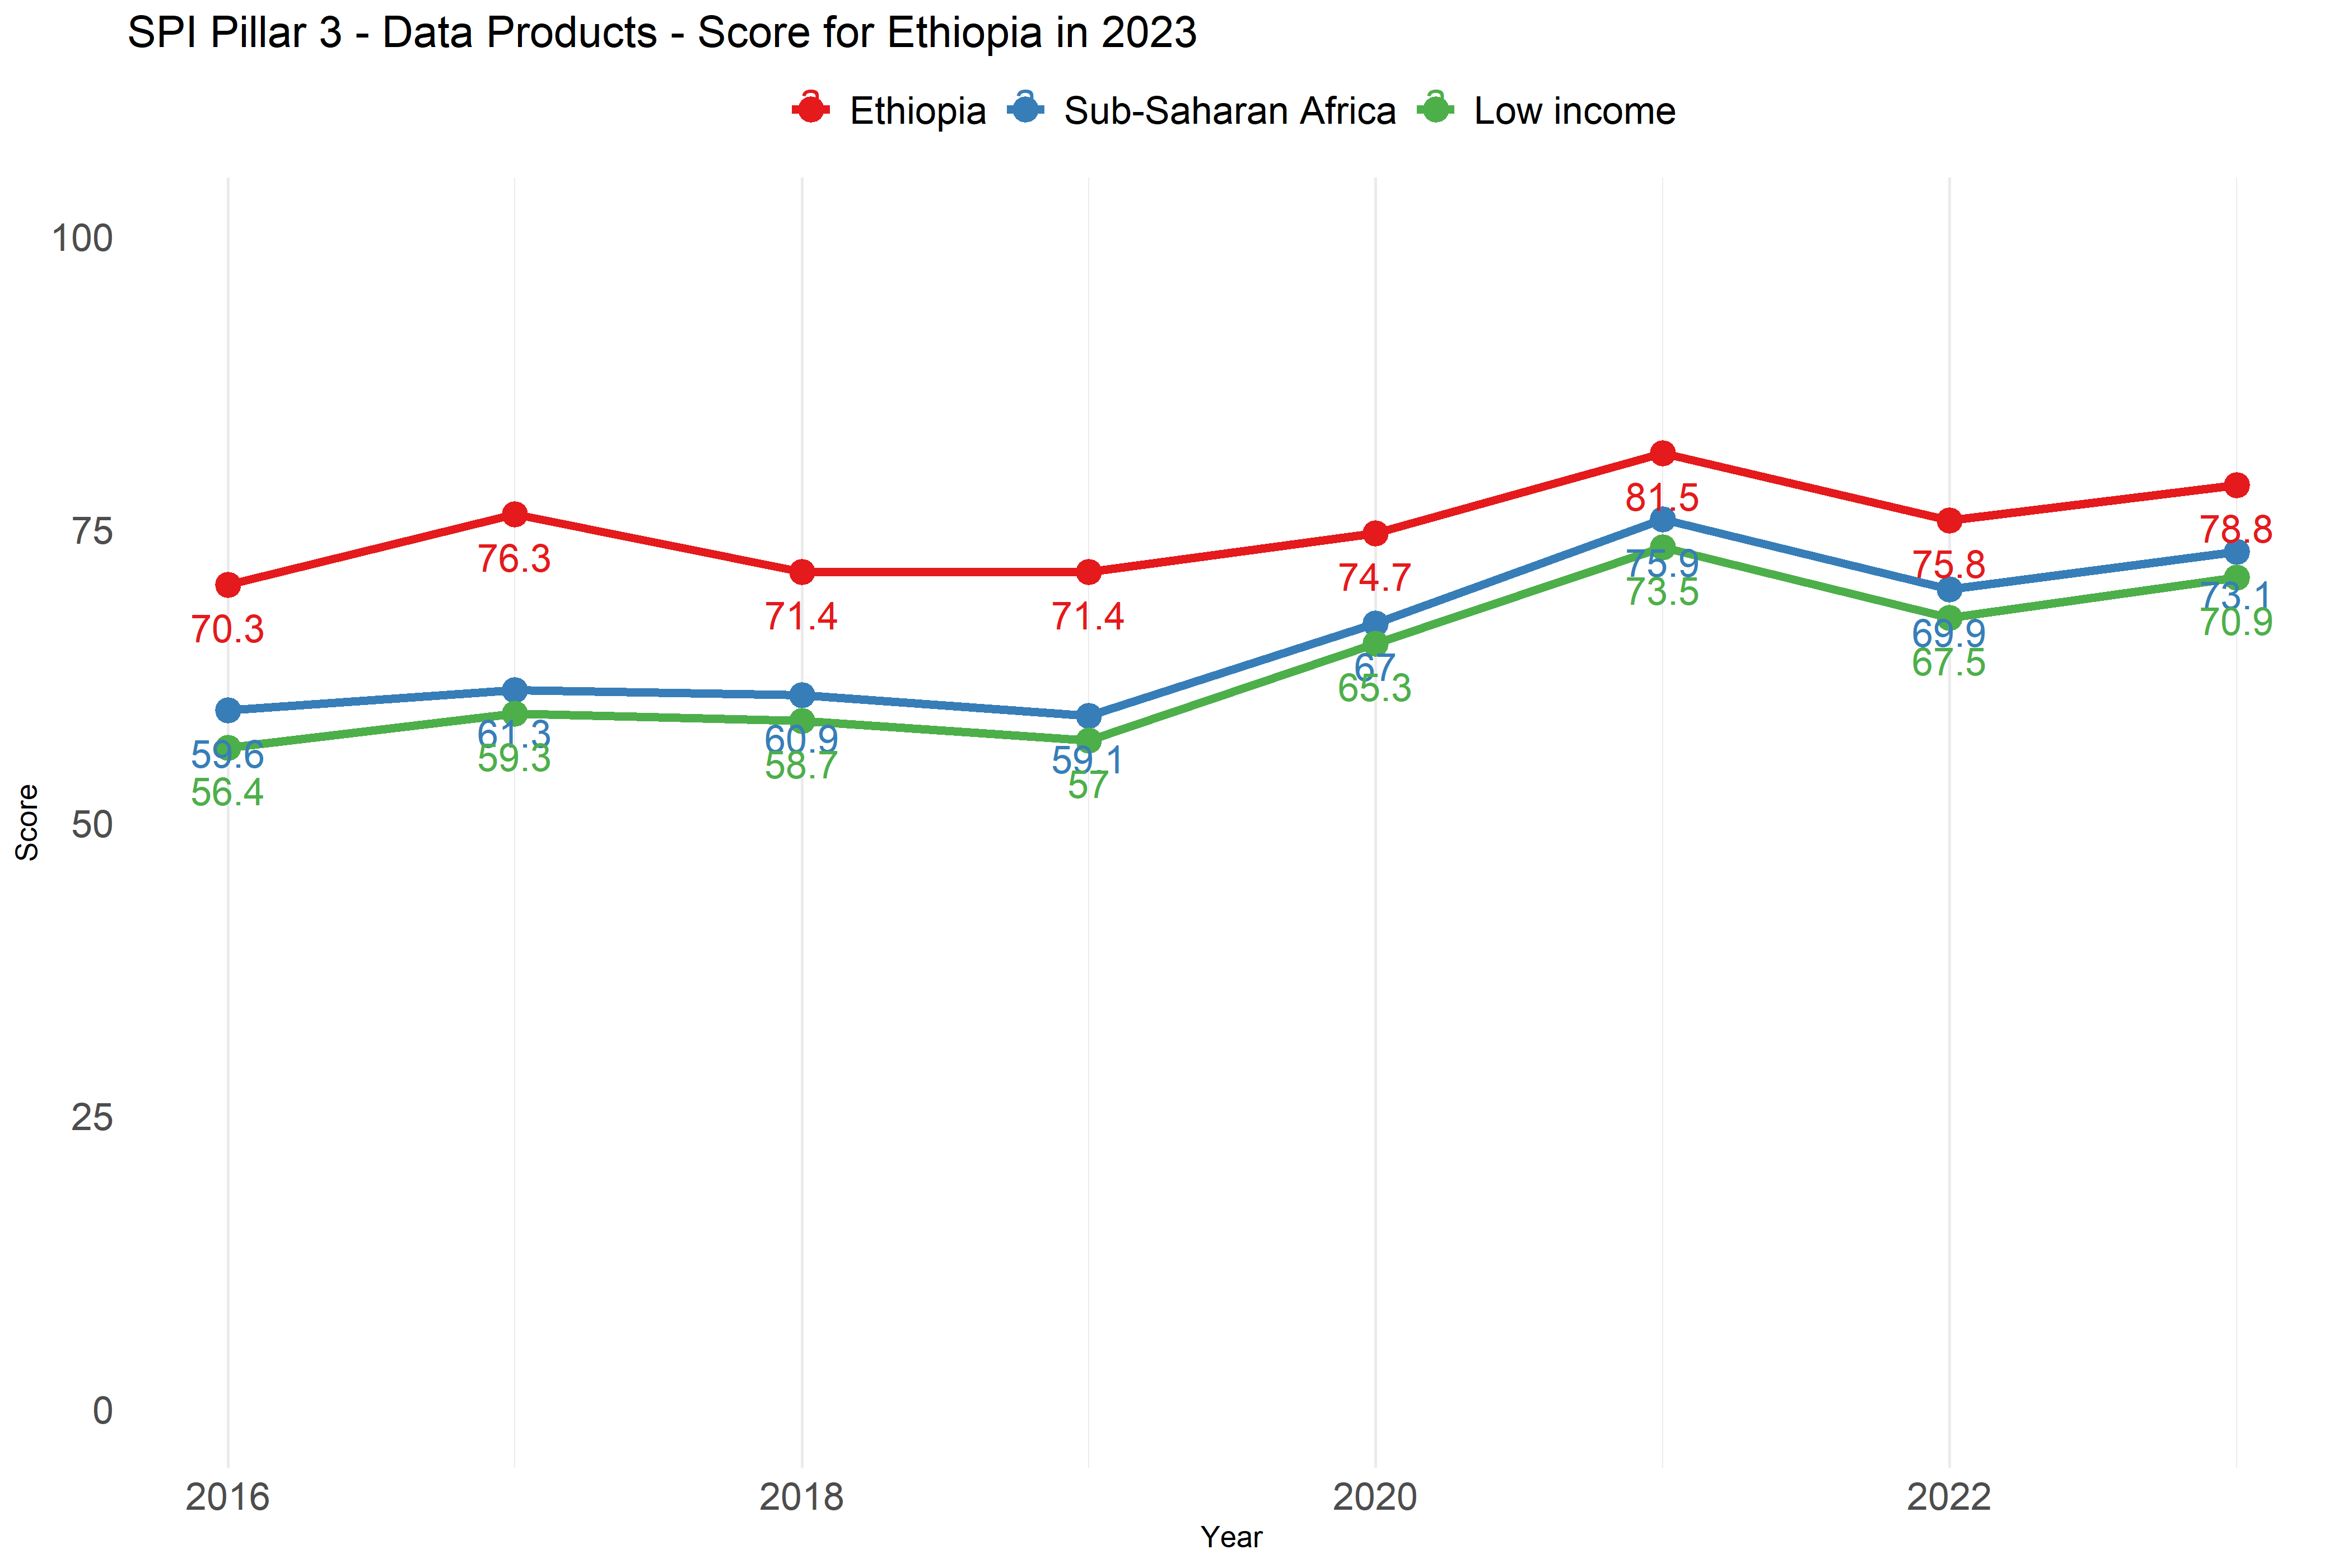 SPI Pillar 3 - Data Products - Score for Ethiopia in 2023
Ethiopia Sub-Saharan Africa Low income
100
75
50
25
0
Score
70.3 76.3 71.4 71.4 74.7 81.5 75.8 78.8
59.6 61.3 60.9 59.1 67 75.9 69.9 73.1
56.4 59.3 58.7 57 65.3 73.5 67.5 70.9
2016 2018 2020 2022
Year